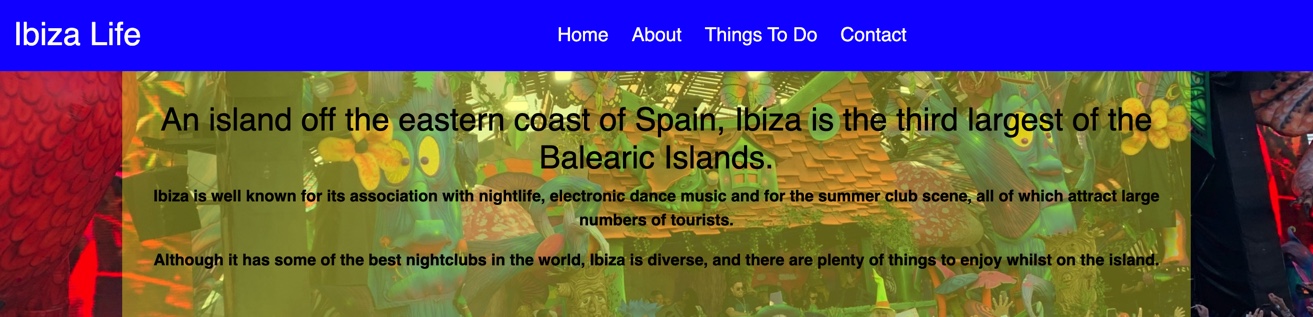 Ibiza Life
Home About Things To Do Contact
An island off the eastern coast of Spain, Ibiza is the third largest of the
Balearic Islands.
Ibiza is well known for its association with nightlife, electronic dance music and for the summer club scene, all of which attract large
numbers of tourists.
Although it has some of the best nightclubs in the world, Ibiza is diverse, and there are plenty of things to enjoy whilst on the island.